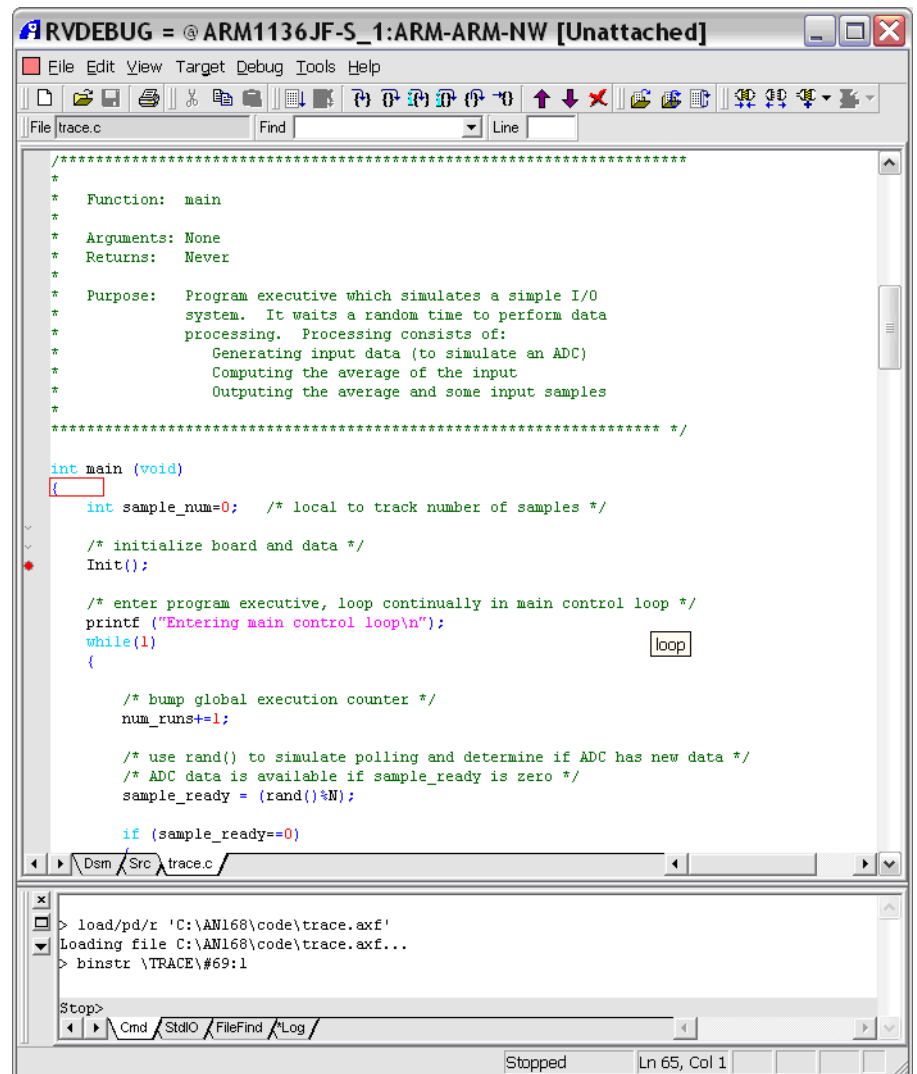 RVDEBUG = @ARM1136JF-S_1:ARM-ARM-NW [Unattached]
File Edit View Target Debug Tools Help
File trace.c Find Line
/**********************************************************************
*
* Function: main
*
* Arguments: None
* Returns: Never
*
* Purpose: Program executive which simulates a simple I/O
* system. It waits a random time to perform data
* processing. Processing consists of:
* Generating input data (to simulate an ADC)
* Computing the average of the input
* Outputing the average and some input samples
*
******************************************************************** */
int main (void)
{
int sample_num=0; /* local to track number of samples */
/* initialize board and data */
Init();
/* enter program executive, loop continually in main control loop */
printf ("Entering main control loop\n");
while(1)
loop
{
/* bump global execution counter */
num_runs+=1;
/* use rand() to simulate polling and determine if ADC has new data */
/* ADC data is available if sample_ready is zero */
sample_ready = (rand()%N);
if (sample_ready==0)
{
Dsm Src trace.c
> load/pd/r 'C:\AN168\code\trace.axf'
Loading file C:\AN168\code\trace.axf...
> binstr \TRACE\#69:1
Stop>
Cmd StdIO FileFind *Log
Stopped Ln 65, Col 1